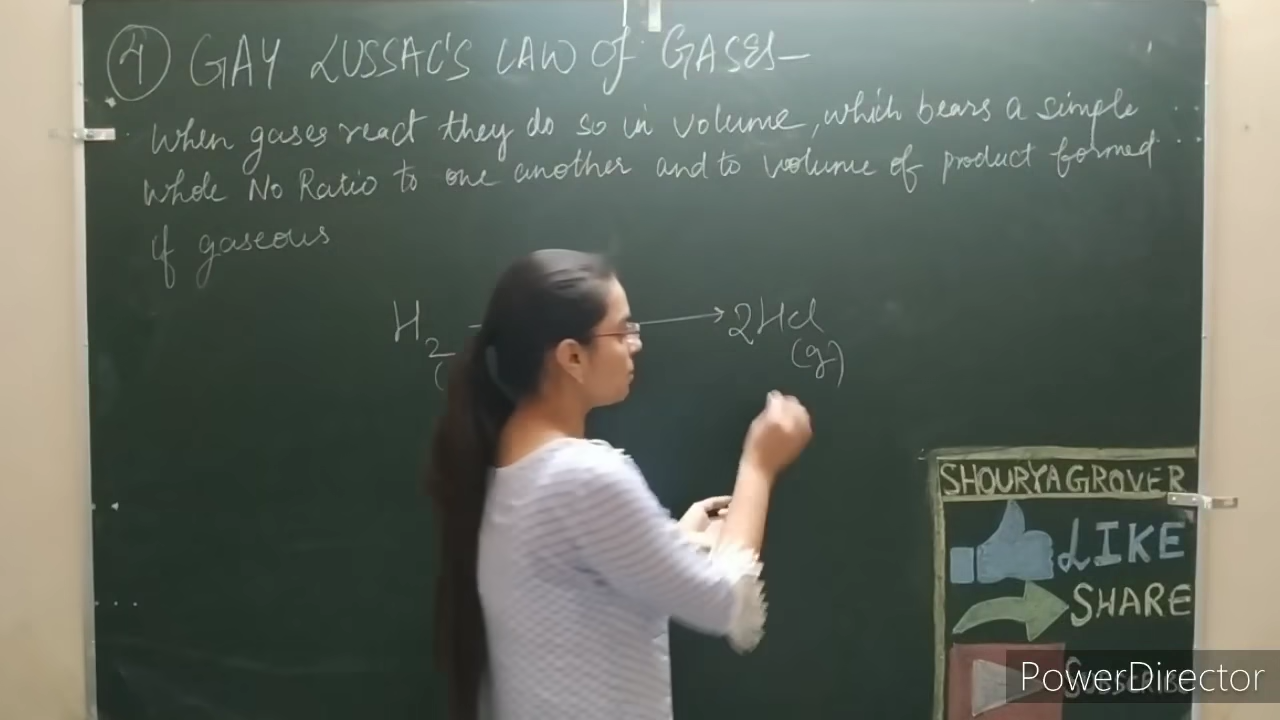 4 GAY LUSSAC'S LAW OF GASES—
When gases react they do so in volume, which bears a simple
Whole No Ratio to one another and to volume of product formed
if gaseous
H2 → 2HCl
(g)
SHOURYA GROVER
LIKE
SHARE
SUBSCRIBE
PowerDirector